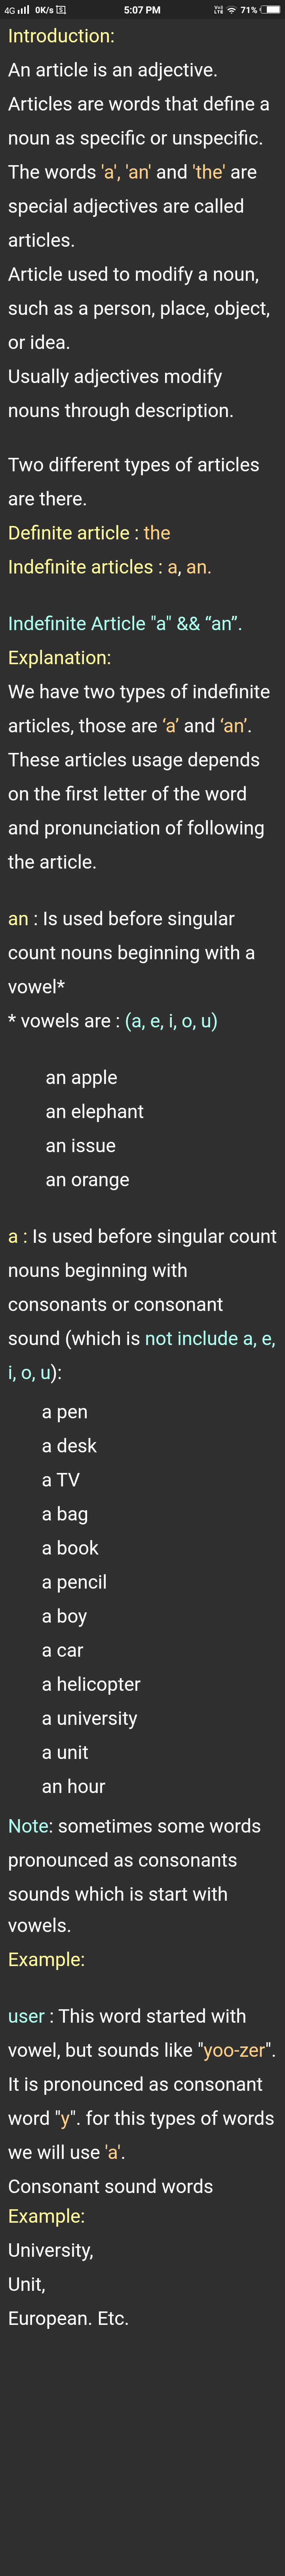 4G 0K/s 5:07 PM VoLTE 71%
Introduction:
An article is an adjective.
Articles are words that define a
noun as specific or unspecific.
The words 'a', 'an' and 'the' are
special adjectives are called
articles.
Article used to modify a noun,
such as a person, place, object,
or idea.
Usually adjectives modify
nouns through description.
Two different types of articles
are there.
Definite article : the
Indefinite articles : a, an.
Indefinite Article "a" && “an”.
Explanation:
We have two types of indefinite
articles, those are ‘a’ and ‘an’.
These articles usage depends
on the first letter of the word
and pronunciation of following
the article.
an : Is used before singular
count nouns beginning with a
vowel*
* vowels are : (a, e, i, o, u)
an apple
an elephant
an issue
an orange
a : Is used before singular count
nouns beginning with
consonants or consonant
sound (which is not include a, e,
i, o, u):
a pen
a desk
a TV
a bag
a book
a pencil
a boy
a car
a helicopter
a university
a unit
an hour
Note: sometimes some words
pronounced as consonants
sounds which is start with
vowels.
Example:
user : This word started with
vowel, but sounds like "yoo-zer".
It is pronounced as consonant
word "y". for this types of words
we will use 'a'.
Consonant sound words
Example:
University,
Unit,
European. Etc.